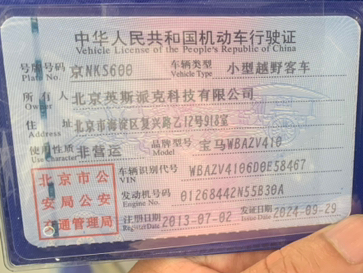 中华人民共和国机动车行驶证
Vehicle License of the People's Republic of China
号牌号码 京NKS600 车辆类型 小型越野客车
Plate No. Vehicle Type
所有人 北京英斯派克科技有限公司
Owner
住址 北京市海淀区复兴路乙12号918室
Address
使用性质 非营运 品牌型号 宝马WBAZV410
Use Character Model
北京市公安局公安交通管理局
车辆识别代号 WBAZV4106D0E58467
VIN
发动机号码 01268442N55B30A
Engine No.
注册日期 2013-07-02 发证日期 2024-09-29
Register Date Issue Date